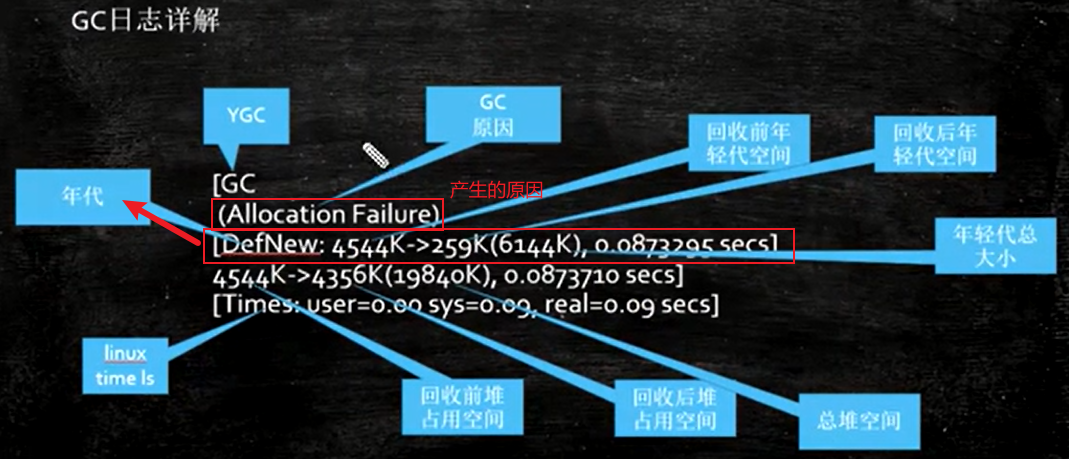 GC日志详解
YGC
GC
原因
回收前年
轻代空间
回收后年
轻代空间
年代
[GC
产生的原因
(Allocation Failure)
[DefNew: 4544K->259K(6144K), 0.0873295 secs]
年轻代总
大小
4544K->4356K(19840K), 0.0873710 secs]
[Times: user=0.00 sys=0.09, real=0.09 secs]
linux
time ls
回收前堆
占用空间
回收后堆
占用空间
总堆空间